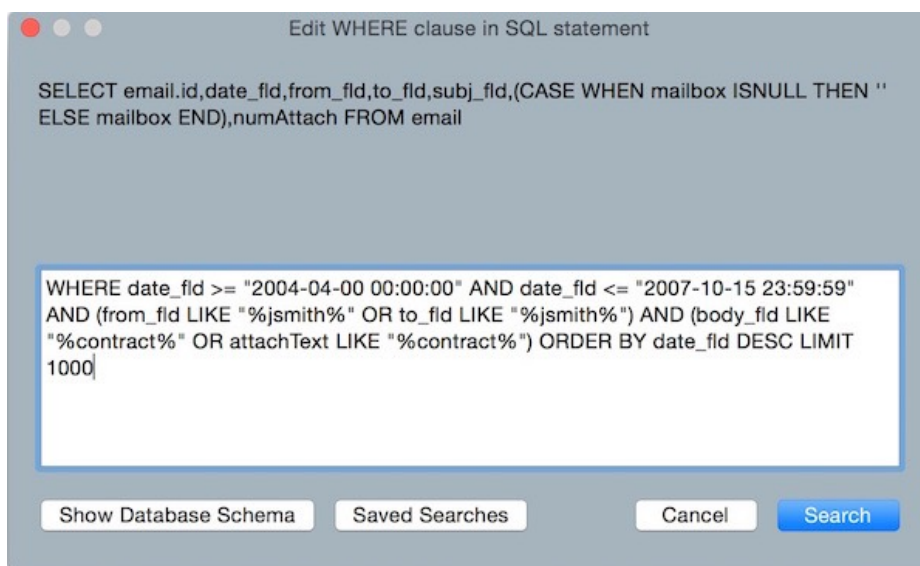 Edit WHERE clause in SQL statement
SELECT email.id,date_fld,from_fld,to_fld,subj_fld,(CASE WHEN mailbox ISNULL THEN ''
ELSE mailbox END),numAttach FROM email
WHERE date_fld >= "2004-04-00 00:00:00" AND date_fld <= "2007-10-15 23:59:59"
AND (from_fld LIKE "%jsmith%" OR to_fld LIKE "%jsmith%") AND (body_fld LIKE
"%contract%" OR attachText LIKE "%contract%") ORDER BY date_fld DESC LIMIT
1000
Show Database Schema Saved Searches Cancel Search